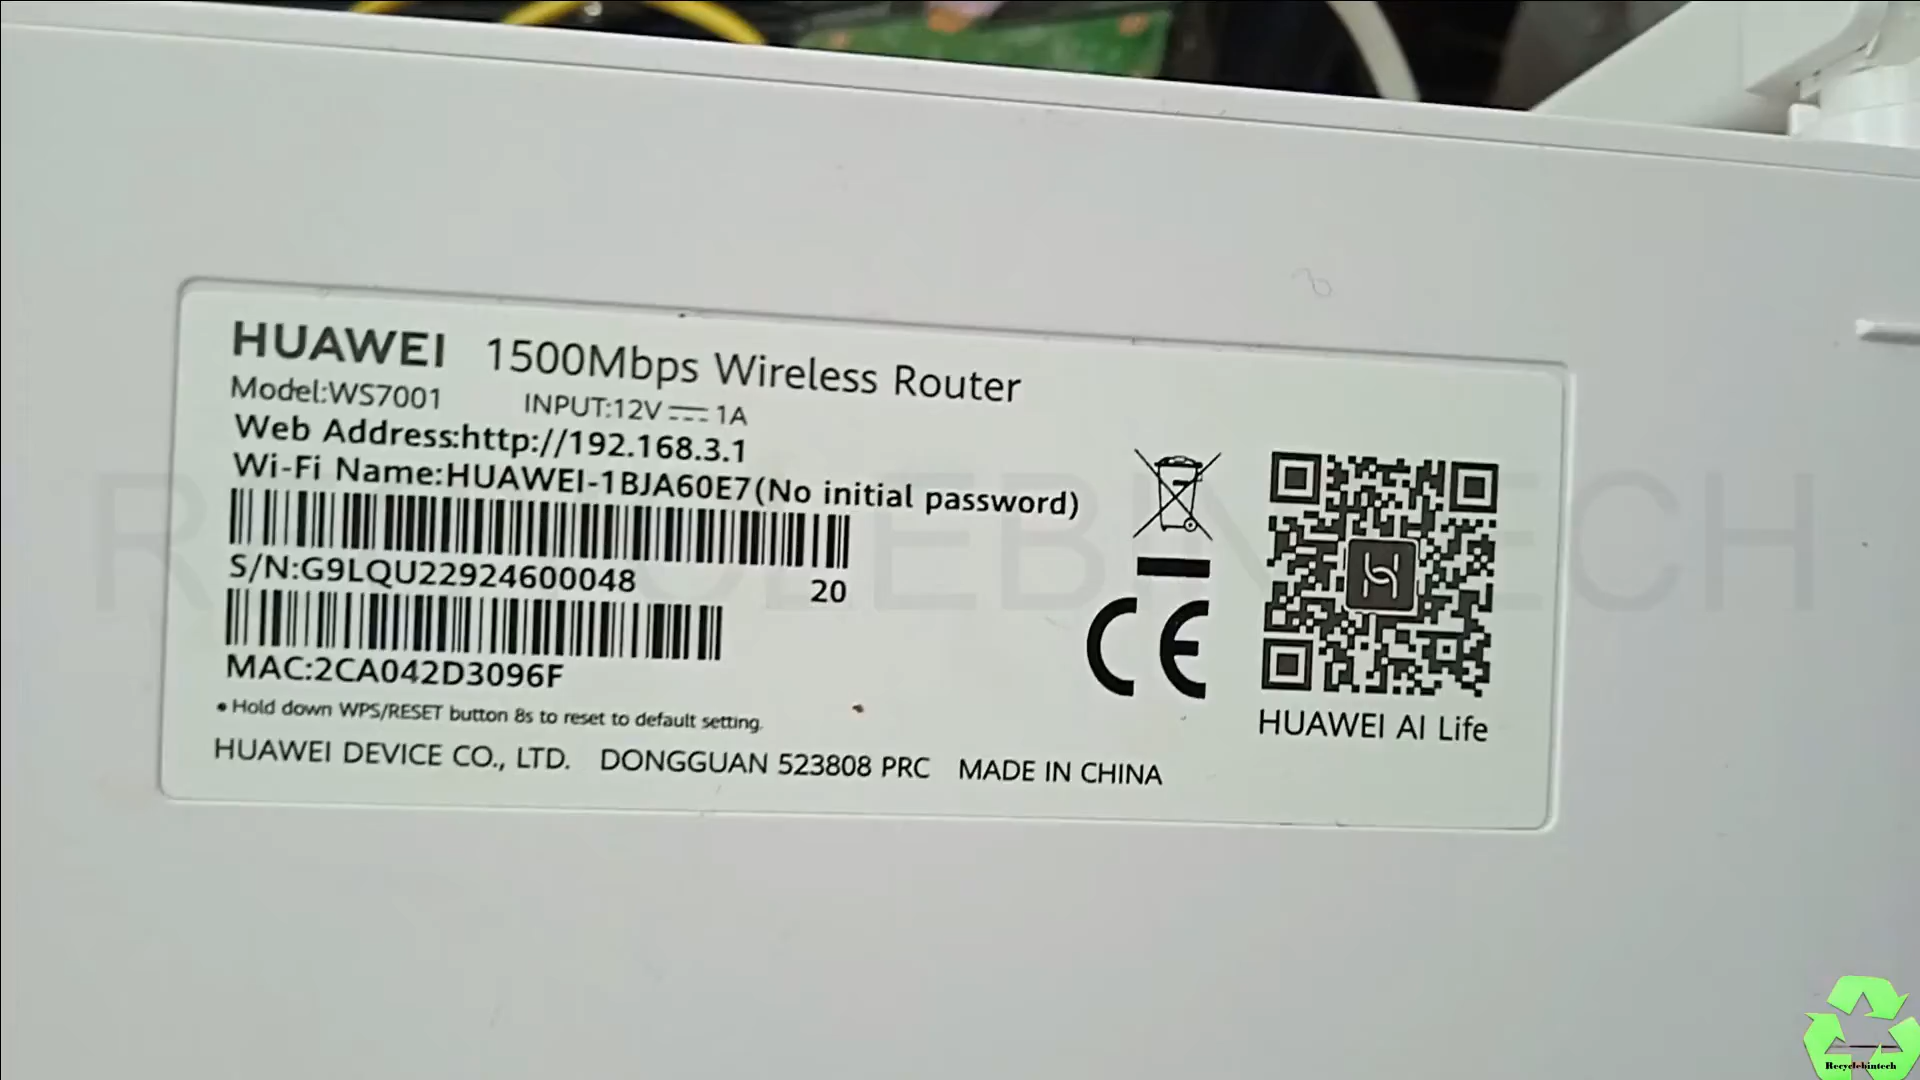 HUAWEI 1500Mbps Wireless Router
Model:WS7001 INPUT:12V⎓1A
Web Address:http://192.168.3.1
Wi-Fi Name:HUAWEI-1BJA60E7(No initial password)
S/N:G9LQU22924600048 20
MAC:2CA042D3096F
• Hold down WPS/RESET button 8s to reset to default setting.
HUAWEI DEVICE CO., LTD. DONGGUAN 523808 PRC MADE IN CHINA
CE
HUAWEI AI Life
RECYCLEBINTECH
Recyclebintech